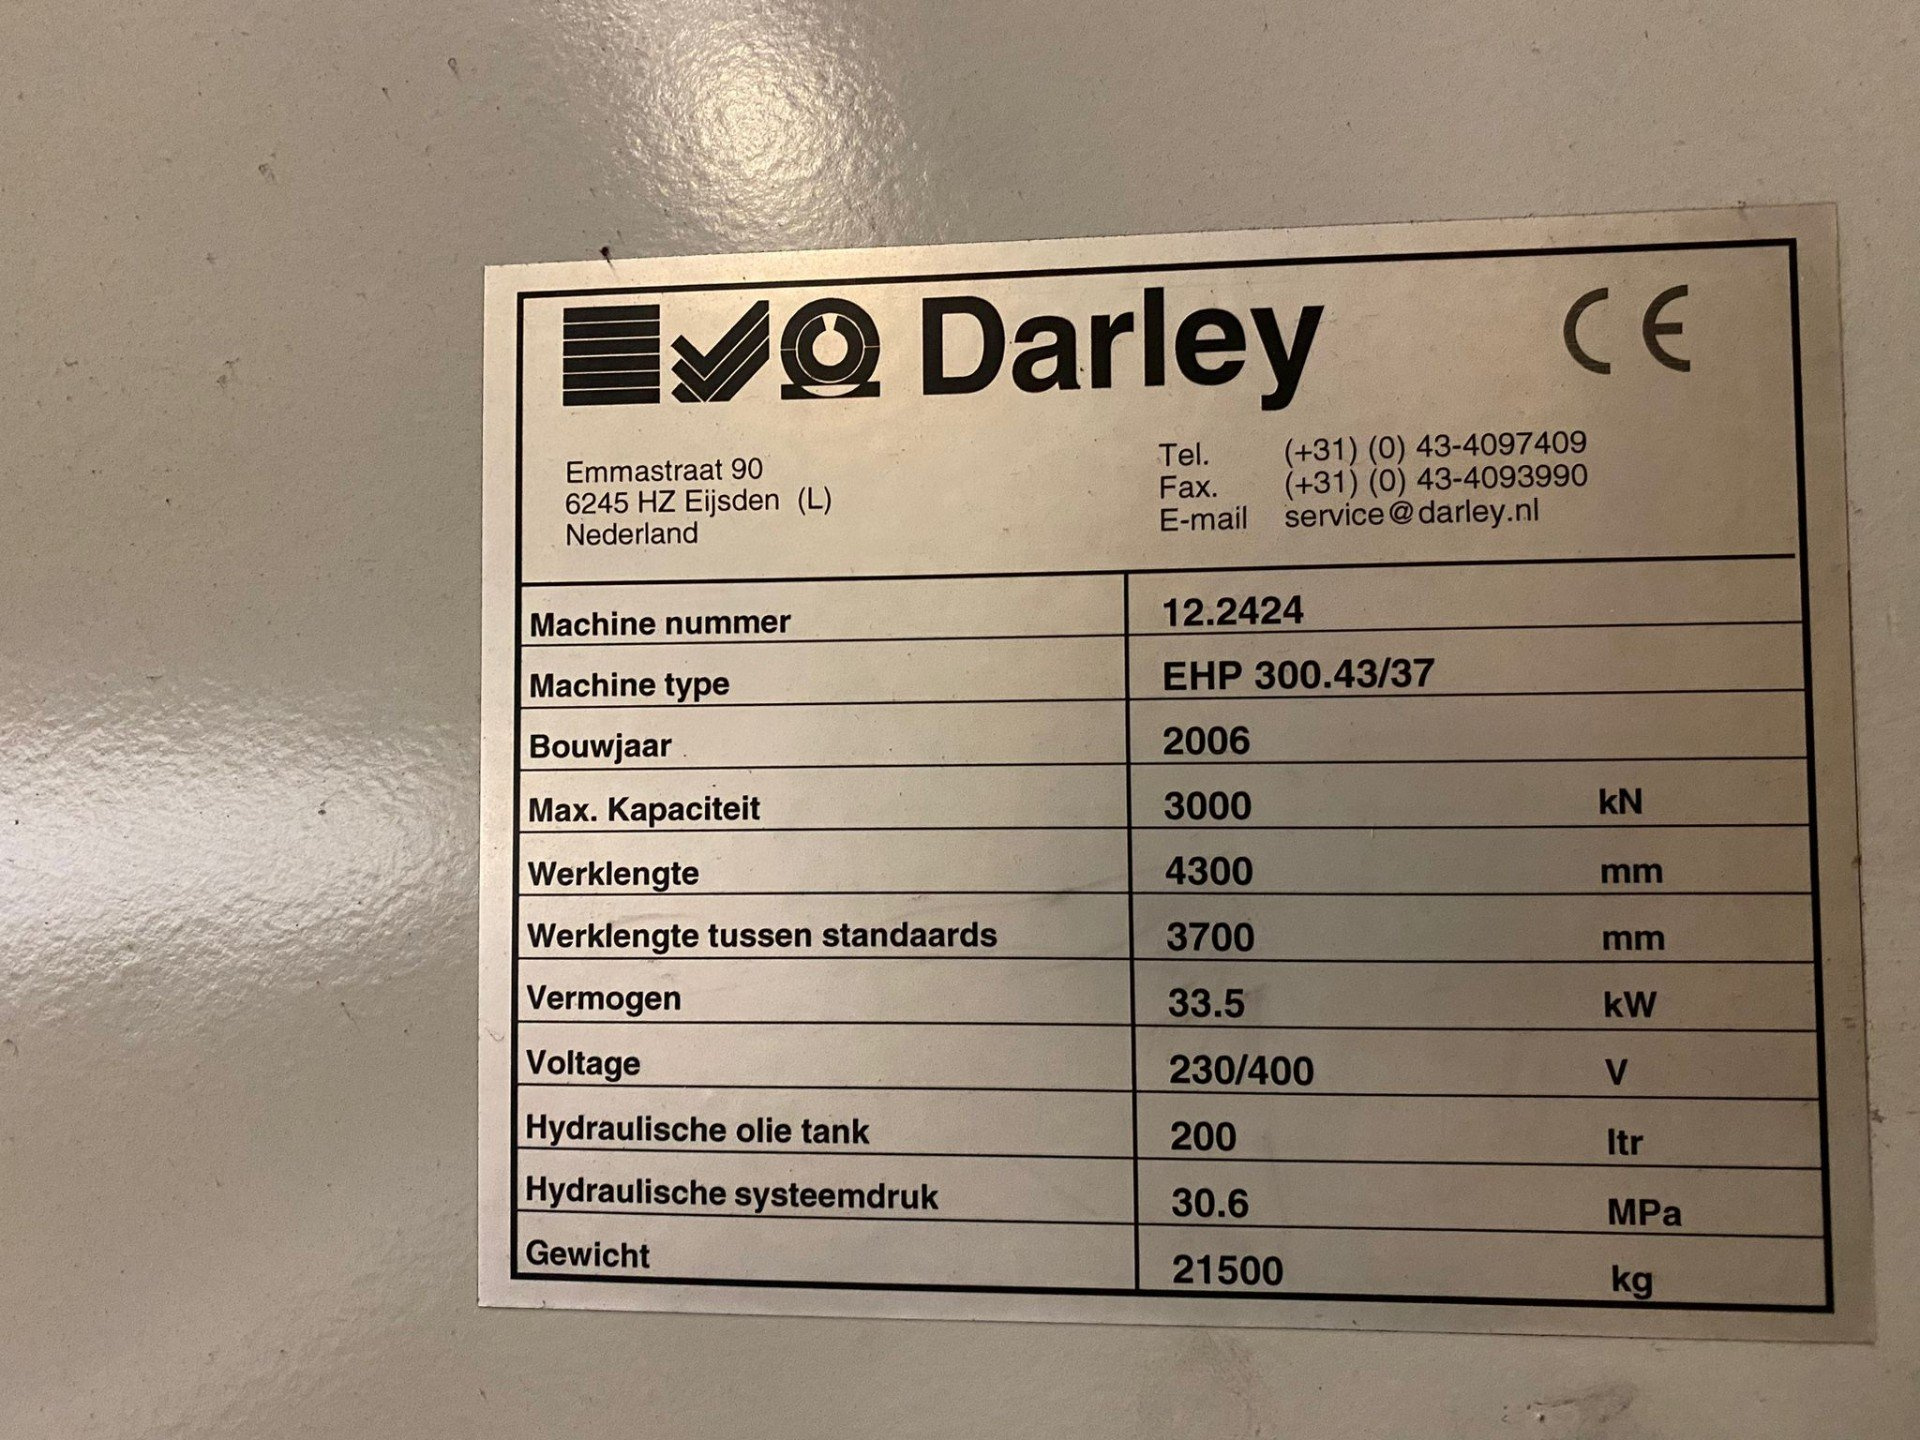 Darley CE
Emmastraat 90
6245 HZ Eijsden (L)
Nederland
Tel. (+31) (0) 43-4097409
Fax. (+31) (0) 43-4093990
E-mail service@darley.nl
Machine nummer 12.2424
Machine type EHP 300.43/37
Bouwjaar 2006
Max. Kapaciteit 3000 kN
Werklengte 4300 mm
Werklengte tussen standaards 3700 mm
Vermogen 33.5 kW
Voltage 230/400 V
Hydraulische olie tank 200 ltr
Hydraulische systeemdruk 30.6 MPa
Gewicht 21500 kg